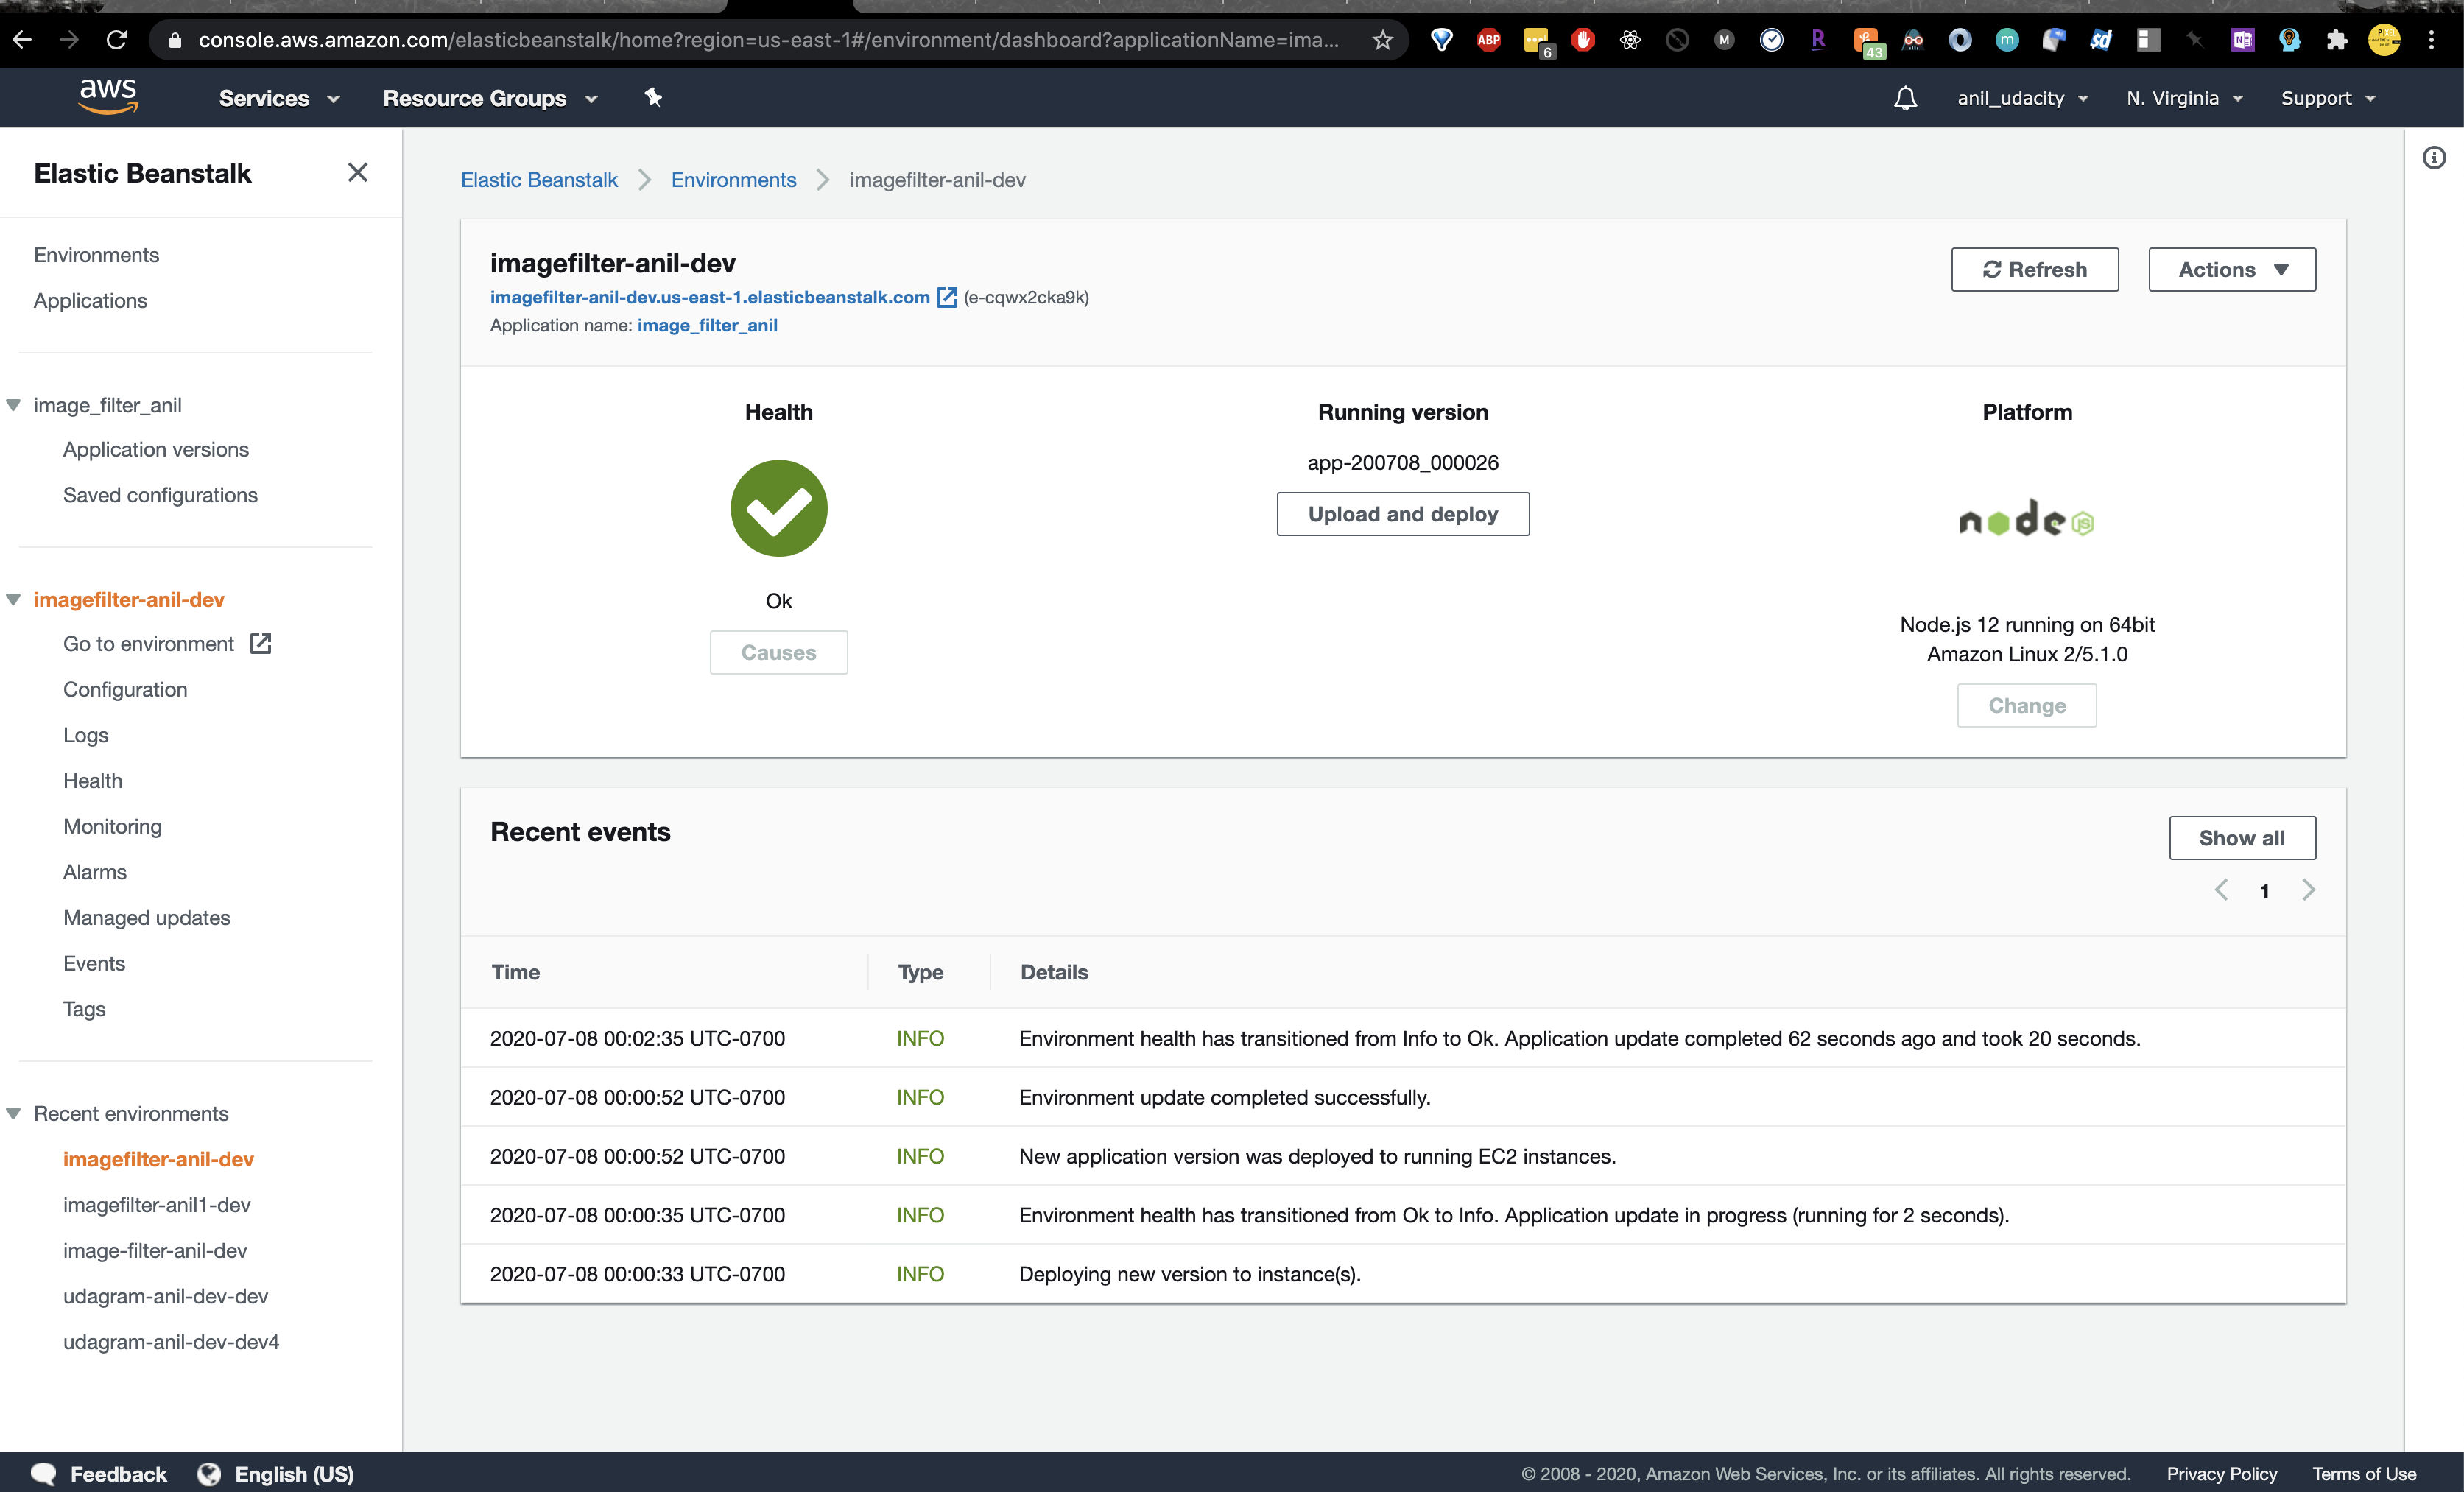 console.aws.amazon.com/elasticbeanstalk/home?region=us-east-1#/environment/dashboard?applicationName=ima...
ABP
6
M
R
43
m
sd
N
aws
Services
Resource Groups
anil_udacity
N. Virginia
Support
Elastic Beanstalk
Environments
Applications
image_filter_anil
Application versions
Saved configurations
imagefilter-anil-dev
Go to environment
Configuration
Logs
Health
Monitoring
Alarms
Managed updates
Events
Tags
Recent environments
imagefilter-anil-dev
imagefilter-anil1-dev
image-filter-anil-dev
udagram-anil-dev-dev
udagram-anil-dev-dev4
Elastic Beanstalk
Environments
imagefilter-anil-dev
imagefilter-anil-dev
imagefilter-anil-dev.us-east-1.elasticbeanstalk.com (e-cqwx2cka9k)
Application name: image_filter_anil
Refresh
Actions
Health
Ok
Causes
Running version
app-200708_000026
Upload and deploy
Platform
node JS
Node.js 12 running on 64bit
Amazon Linux 2/5.1.0
Change
Recent events
Show all
1
Time Type Details
2020-07-08 00:02:35 UTC-0700 INFO Environment health has transitioned from Info to Ok. Application update completed 62 seconds ago and took 20 seconds.
2020-07-08 00:00:52 UTC-0700 INFO Environment update completed successfully.
2020-07-08 00:00:52 UTC-0700 INFO New application version was deployed to running EC2 instances.
2020-07-08 00:00:35 UTC-0700 INFO Environment health has transitioned from Ok to Info. Application update in progress (running for 2 seconds).
2020-07-08 00:00:33 UTC-0700 INFO Deploying new version to instance(s).
Feedback
English (US)
© 2008 - 2020, Amazon Web Services, Inc. or its affiliates. All rights reserved.
Privacy Policy
Terms of Use